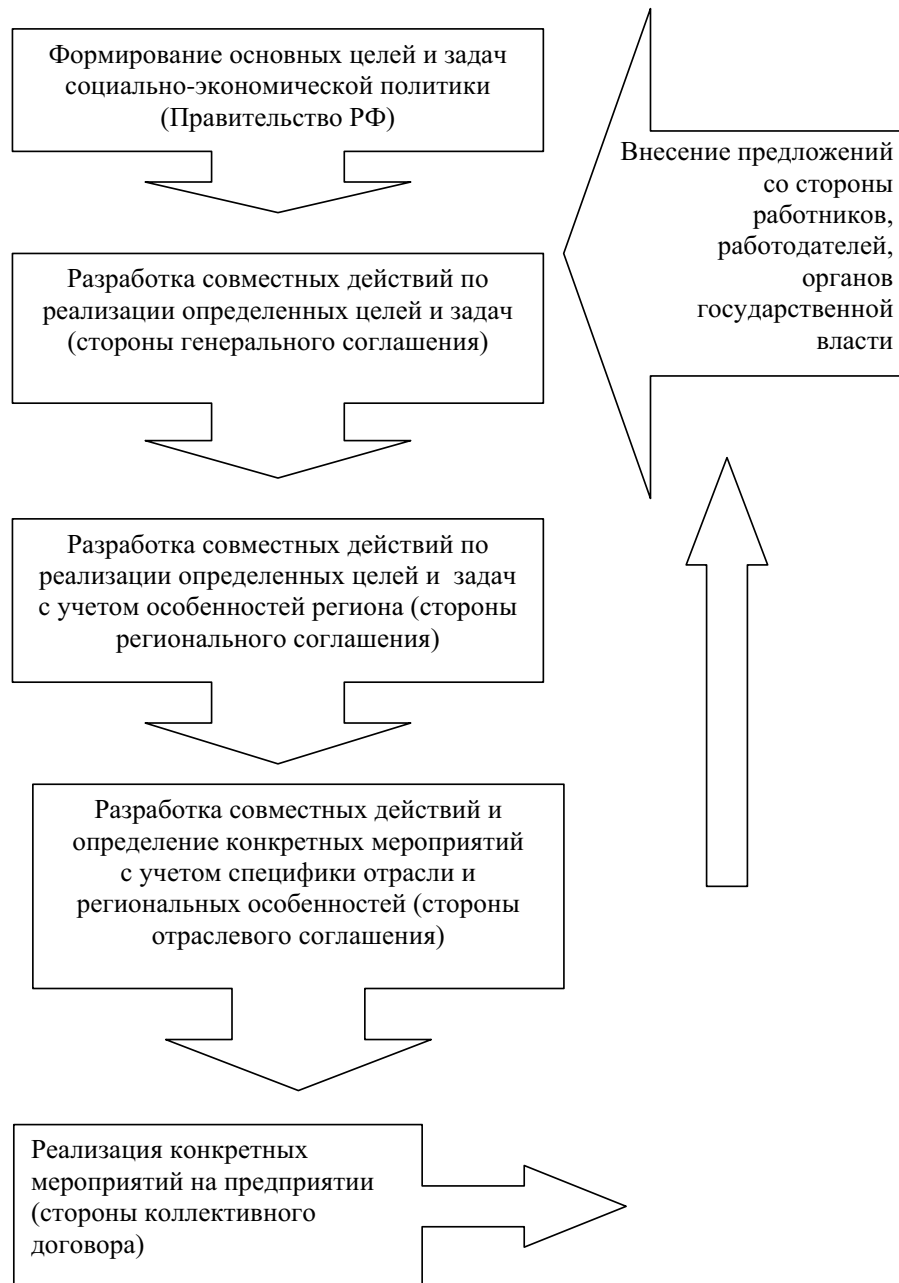 Формирование основных целей и задач
социально-экономической политики
(Правительство РФ)
Внесение предложений
со стороны
работников,
работодателей,
органов
государственной
власти
Разработка совместных действий по
реализации определенных целей и задач
(стороны генерального соглашения)
Разработка совместных действий по
реализации определенных целей и  задач
с учетом особенностей региона (стороны
регионального соглашения)
Разработка совместных действий и
определение конкретных мероприятий
с учетом специфики отрасли и
региональных особенностей (стороны
отраслевого соглашения)
Реализация конкретных
мероприятий на предприятии
(стороны коллективного
договора)